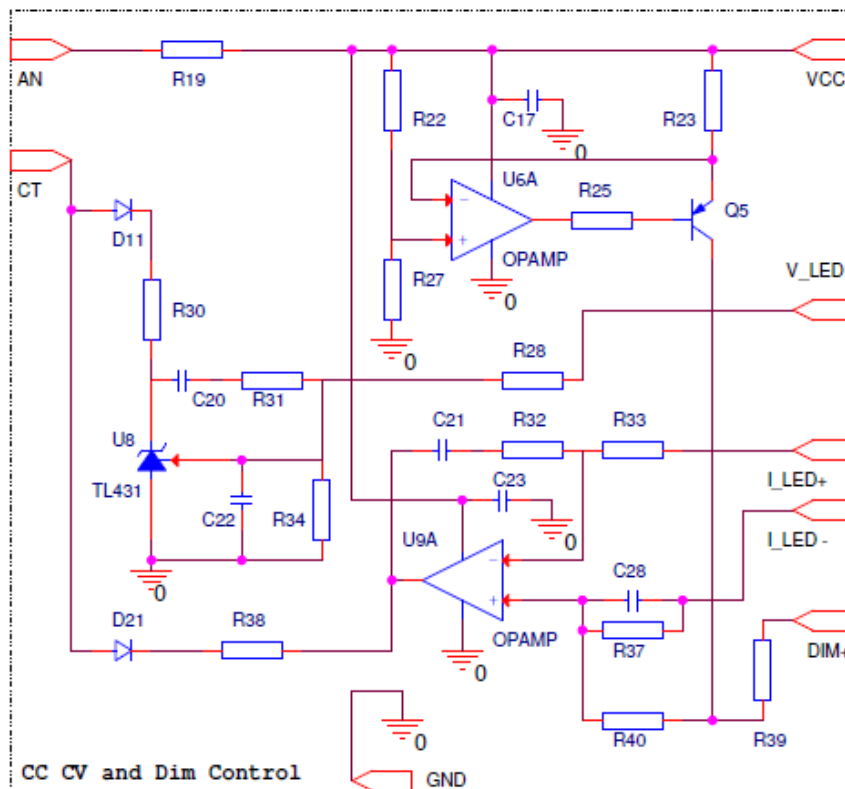 AN
R19
VCC
R22
C17
0
R23
CT
U6A
R25
Q5
D11
OPAMP
R27
0
V_LED
R30
0
R28
C20
R31
C21
R32
R33
U8
TL431
C23
I_LED+
C22
R34
U9A
0
I_LED -
C28
0
D21
R38
OPAMP
R37
DIM+
0
R40
R39
0
CC CV and Dim Control
GND